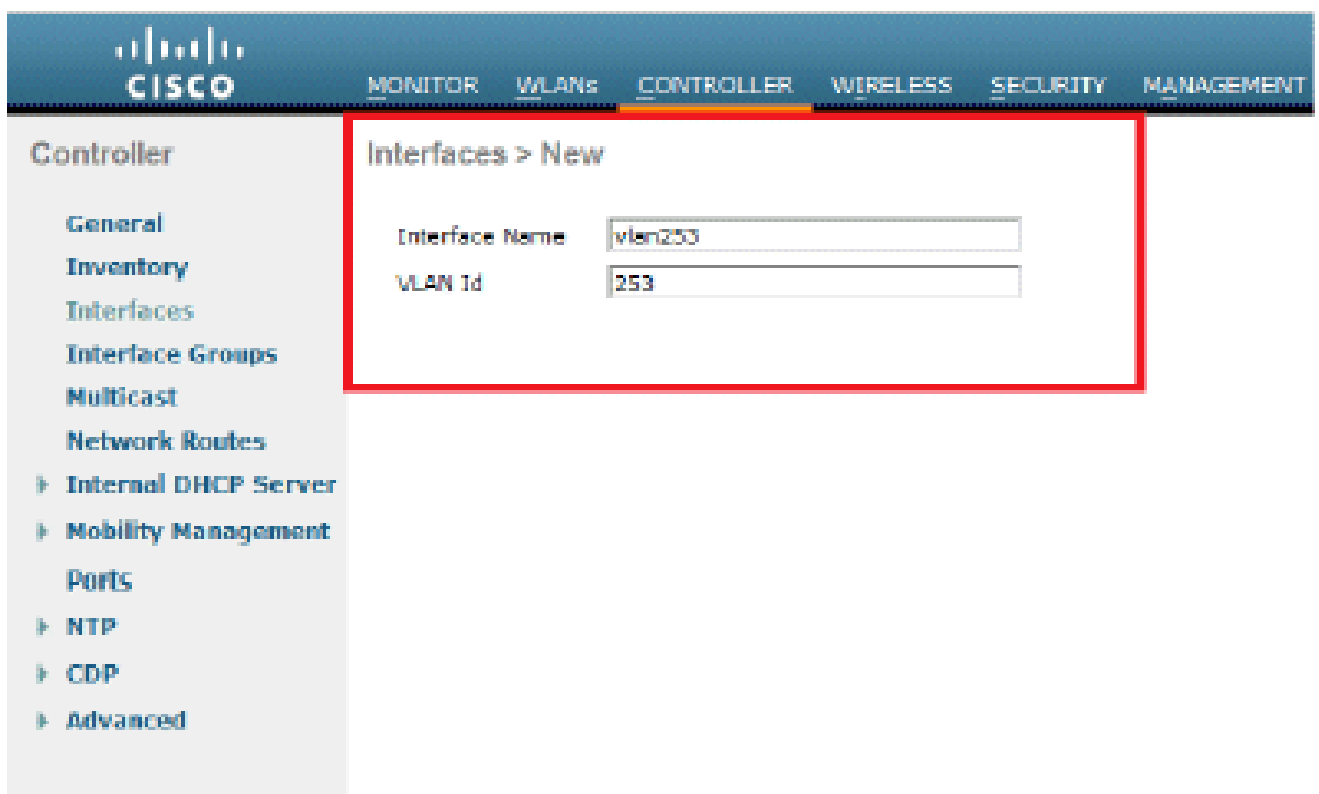 CISCO
MONITOR WLANs CONTROLLER WIRELESS SECURITY MANAGEMENT
Controller
General
Inventory
Interfaces
Interface Groups
Multicast
Network Routes
Internal DHCP Server
Mobility Management
Ports
NTP
CDP
Advanced
Interfaces > New
Interface Name vlan253
VLAN Id 253